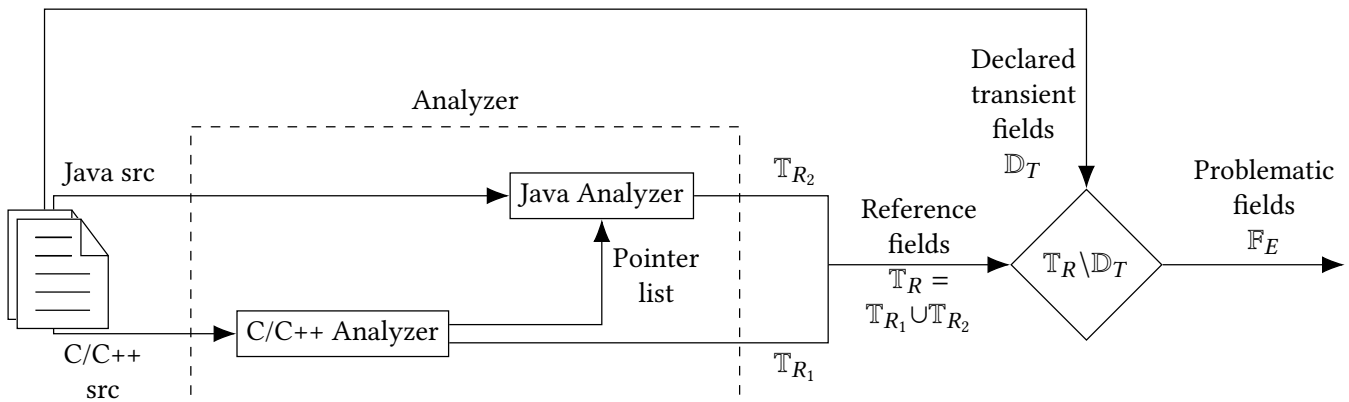 Declared
transient
fields
𝔻_T
Analyzer
Problematic
fields
𝔽_E
Java src
Java Analyzer
𝕋_{R_2}
Reference
fields
𝕋_R =
𝕋_{R_1}∪𝕋_{R_2}
𝕋_R\𝔻_T
Pointer
list
C/C++ Analyzer
C/C++
src
𝕋_{R_1}